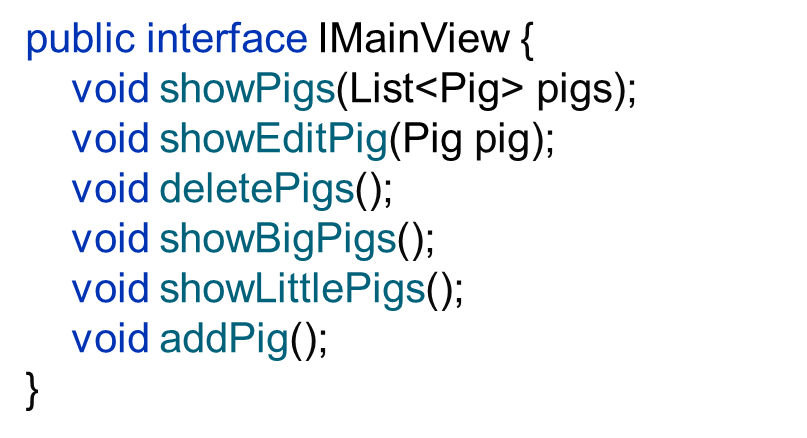 public interface IMainView {
void showPigs(List<Pig> pigs);
void showEditPig(Pig pig);
void deletePigs();
void showBigPigs();
void showLittlePigs();
void addPig();
}